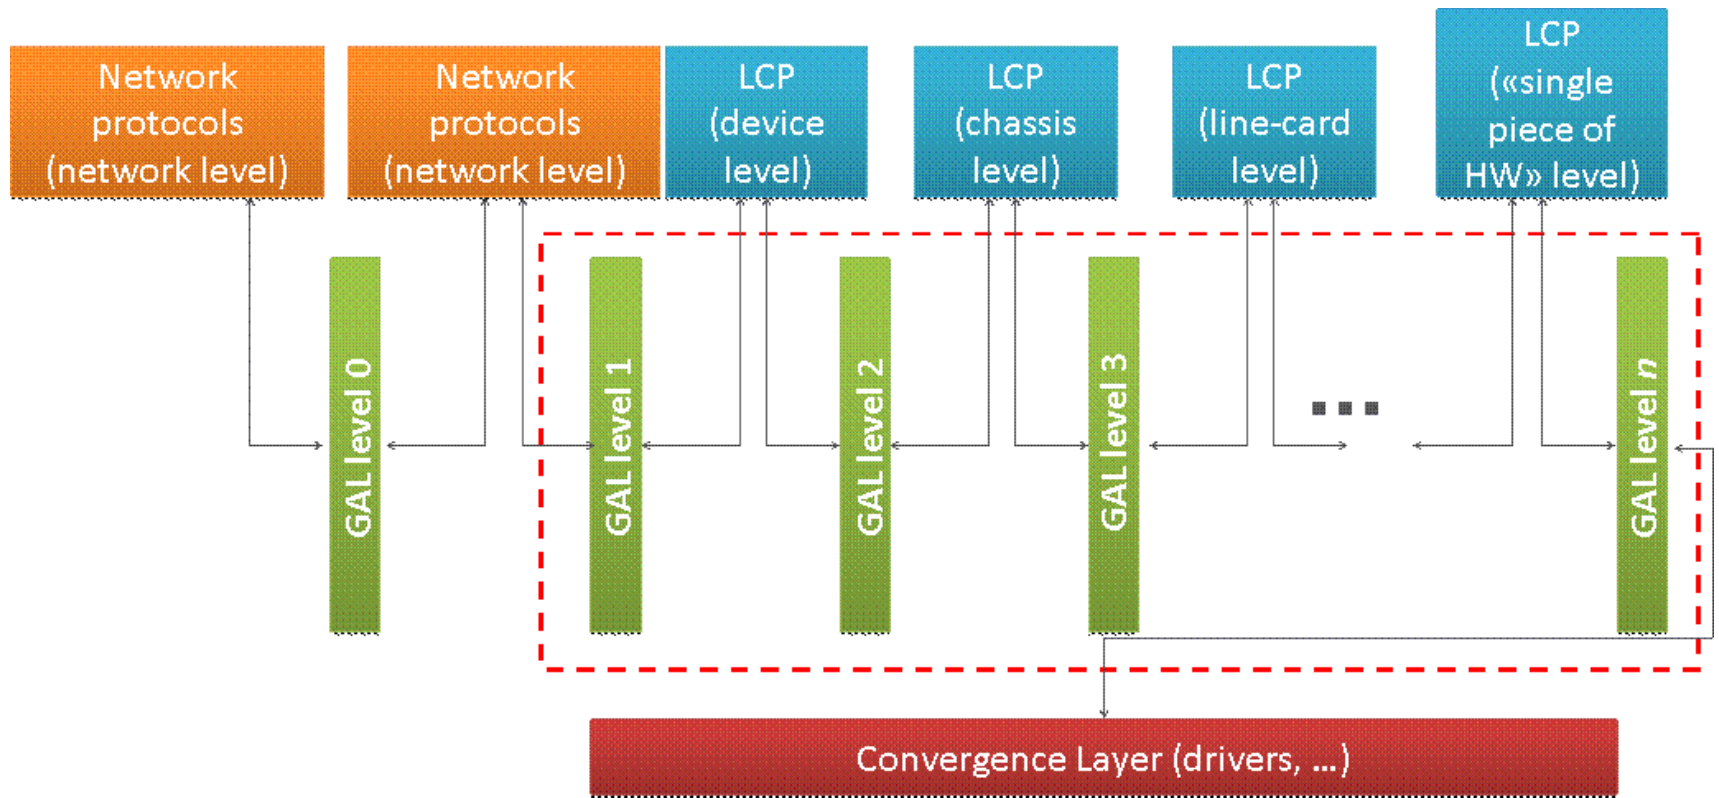 Network
protocols
(network level)
Network
protocols
(network level)
LCP
(device
level)
LCP
(chassis
level)
LCP
(line-card
level)
LCP
(«single
piece of
HW» level)
GAL level 0
GAL level 1
GAL level 2
GAL level 3
...
GAL level n
Convergence Layer (drivers, ...)